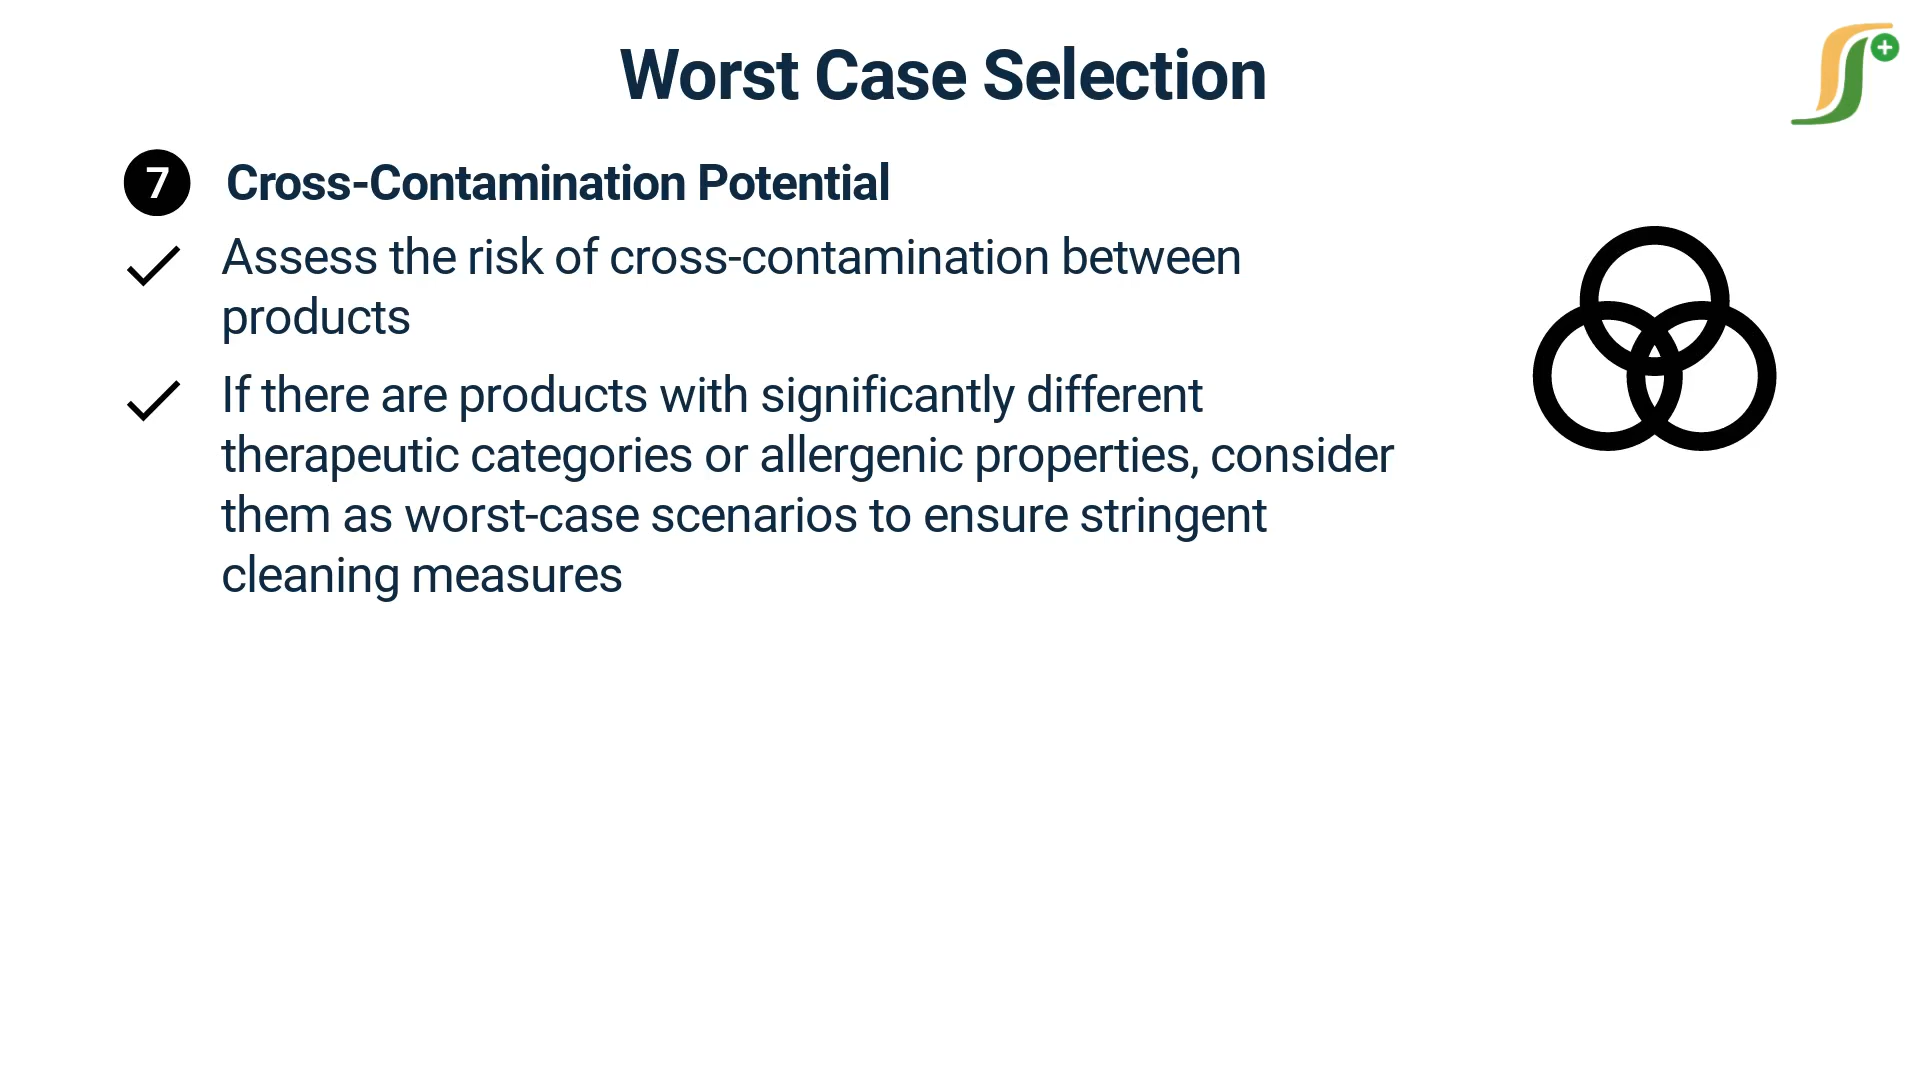 Worst Case Selection
7 Cross-Contamination Potential
Assess the risk of cross-contamination between
products
If there are products with significantly different
therapeutic categories or allergenic properties, consider
them as worst-case scenarios to ensure stringent
cleaning measures